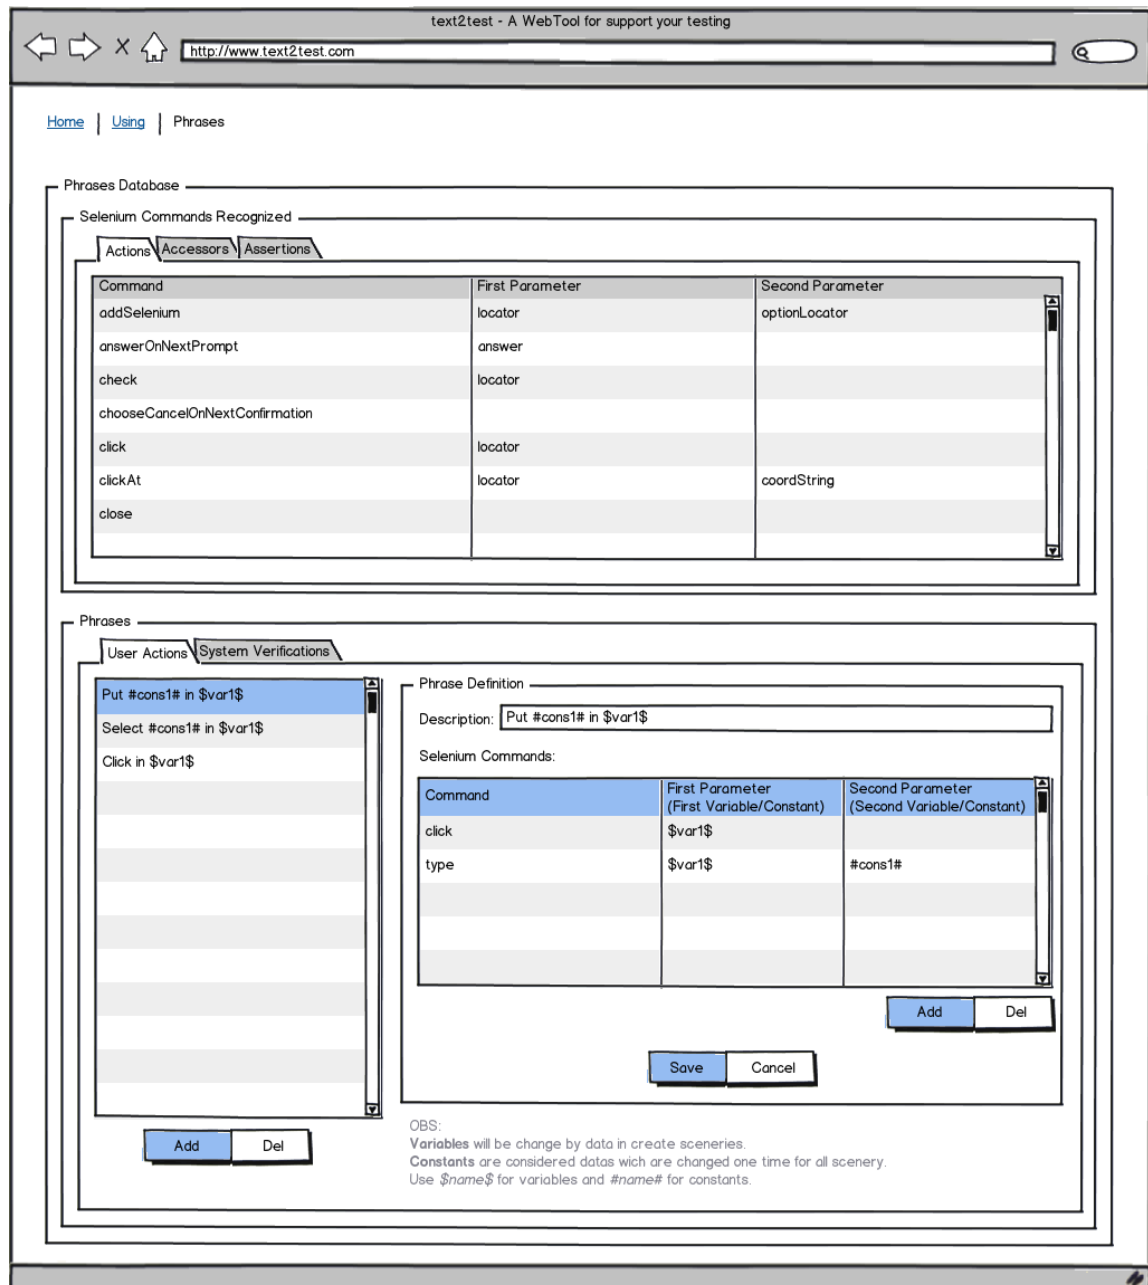 text2test - A WebTool for support your testing
http://www.text2test.com
Home | Using | Phrases
Phrases Database
Selenium Commands Recognized
Actions Accessors Assertions
Command First Parameter Second Parameter
addSelenium locator optionLocator
answerOnNextPrompt answer
check locator
chooseCancelOnNextConfirmation
click locator
clickAt locator coordString
close
Phrases
User Actions System Verifications
Put #cons1# in $var1$
Select #cons1# in $var1$
Click in $var1$
Add Del
Phrase Definition
Description: Put #cons1# in $var1$
Selenium Commands:
Command First Parameter (First Variable/Constant) Second Parameter (Second Variable/Constant)
click $var1$
type $var1$ #cons1#
Add Del
Save Cancel
OBS:
Variables will be change by data in create sceneries.
Constants are considered datas wich are changed one time for all scenery.
Use $name$ for variables and #name# for constants.